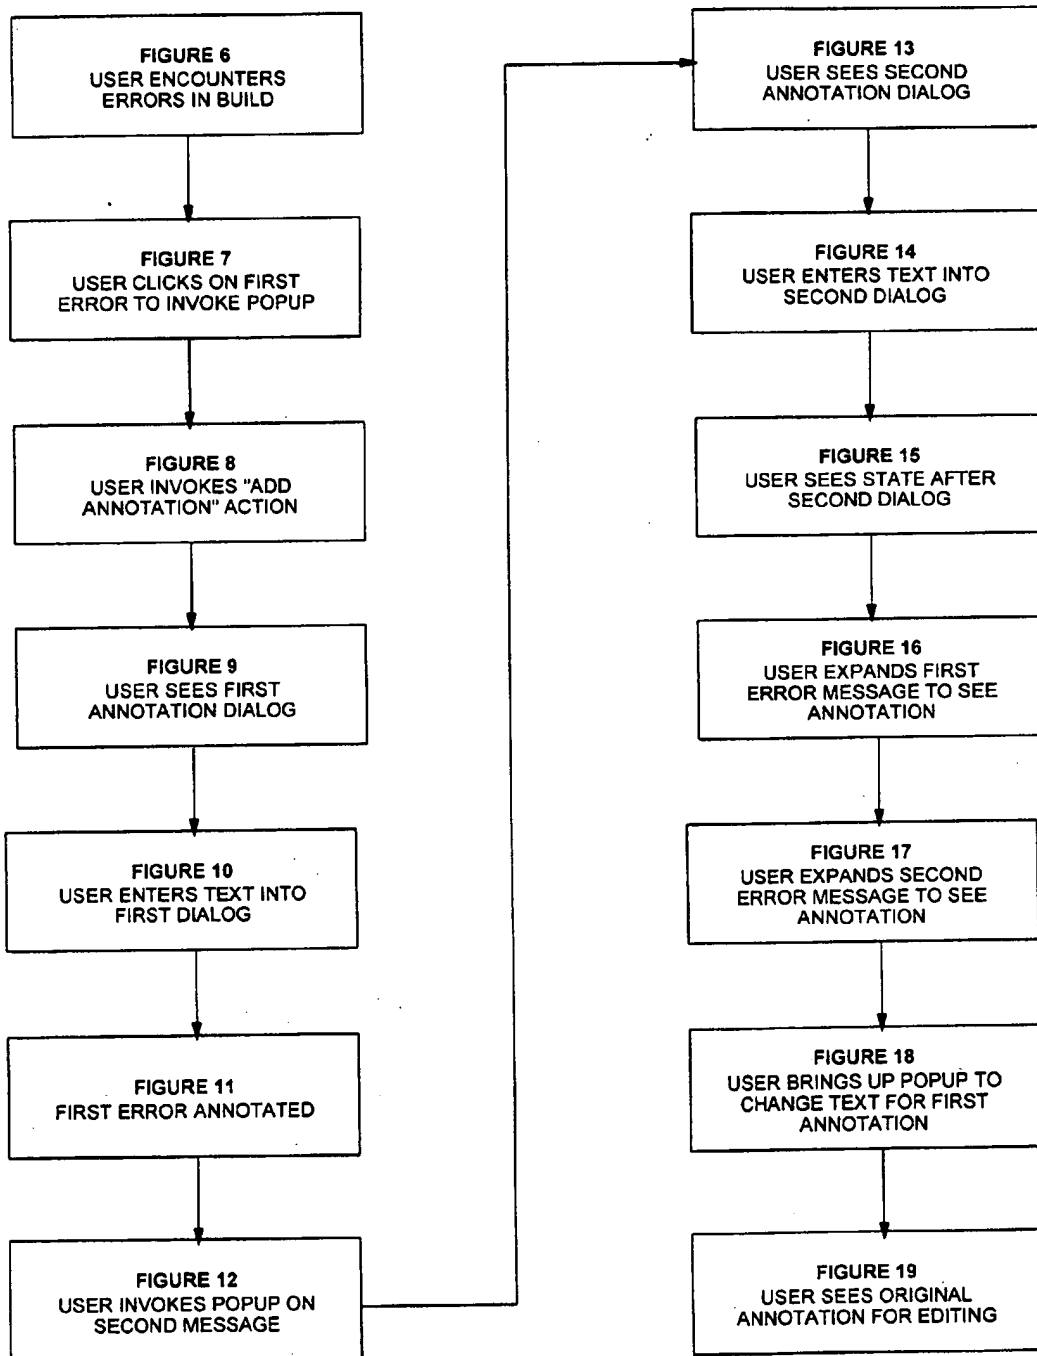 FIGURE 6
USER ENCOUNTERS
ERRORS IN BUILD
FIGURE 7
USER CLICKS ON FIRST
ERROR TO INVOKE POPUP
FIGURE 8
USER INVOKES "ADD
ANNOTATION" ACTION
FIGURE 9
USER SEES FIRST
ANNOTATION DIALOG
FIGURE 10
USER ENTERS TEXT INTO
FIRST DIALOG
FIGURE 11
FIRST ERROR ANNOTATED
FIGURE 12
USER INVOKES POPUP ON
SECOND MESSAGE
FIGURE 13
USER SEES SECOND
ANNOTATION DIALOG
FIGURE 14
USER ENTERS TEXT INTO
SECOND DIALOG
FIGURE 15
USER SEES STATE AFTER
SECOND DIALOG
FIGURE 16
USER EXPANDS FIRST
ERROR MESSAGE TO SEE
ANNOTATION
FIGURE 17
USER EXPANDS SECOND
ERROR MESSAGE TO SEE
ANNOTATION
FIGURE 18
USER BRINGS UP POPUP TO
CHANGE TEXT FOR FIRST
ANNOTATION
FIGURE 19
USER SEES ORIGINAL
ANNOTATION FOR EDITING